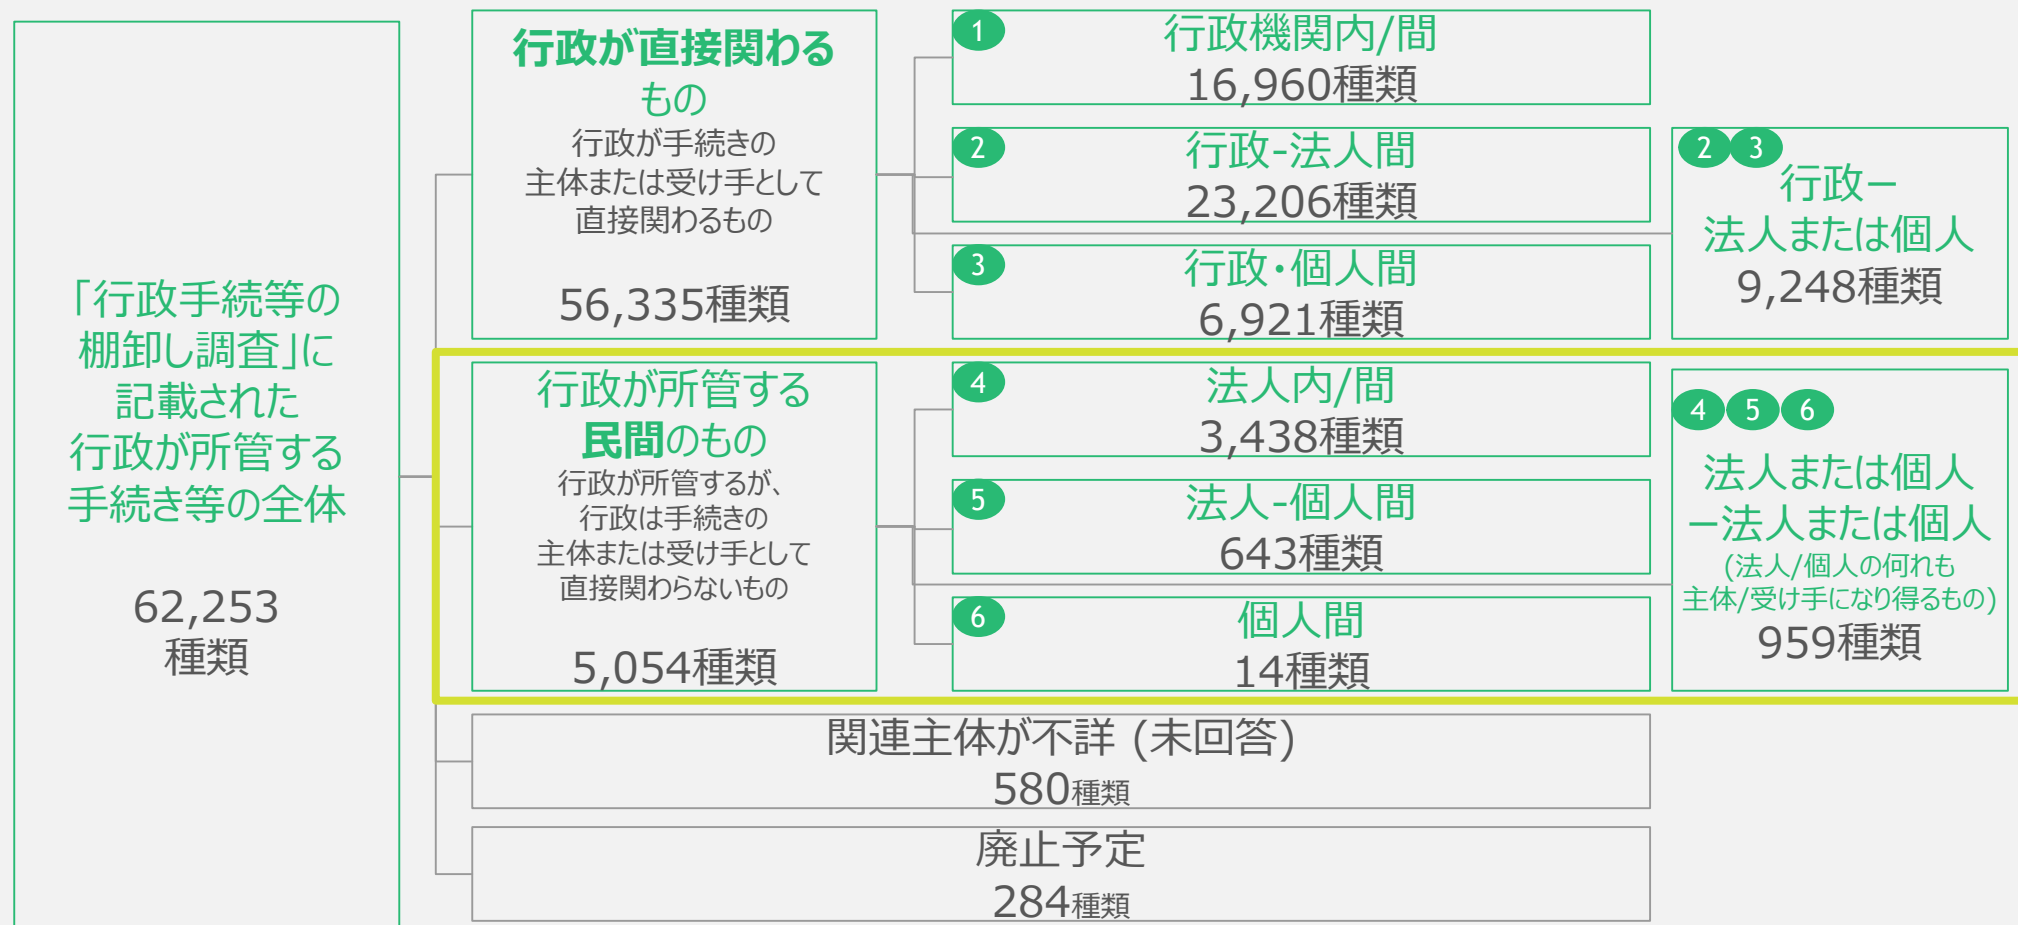 「行政手続等の
棚卸し調査」に
記載された
行政が所管する
手続き等の全体
62,253
種類
行政が直接関わる
もの
行政が手続きの
主体または受け手として
直接関わるもの
56,335種類
1
行政機関内/間
16,960種類
2
行政-法人間
23,206種類
3
行政・個人間
6,921種類
2 3
行政ー
法人または個人
9,248種類
行政が所管する
民間のもの
行政が所管するが、
行政は手続きの
主体または受け手として
直接関わらないもの
5,054種類
4
法人内/間
3,438種類
5
法人-個人間
643種類
6
個人間
14種類
4 5 6
法人または個人
ー法人または個人
(法人/個人の何れも
主体/受け手になり得るもの)
959種類
関連主体が不詳 (未回答)
580種類
廃止予定
284種類